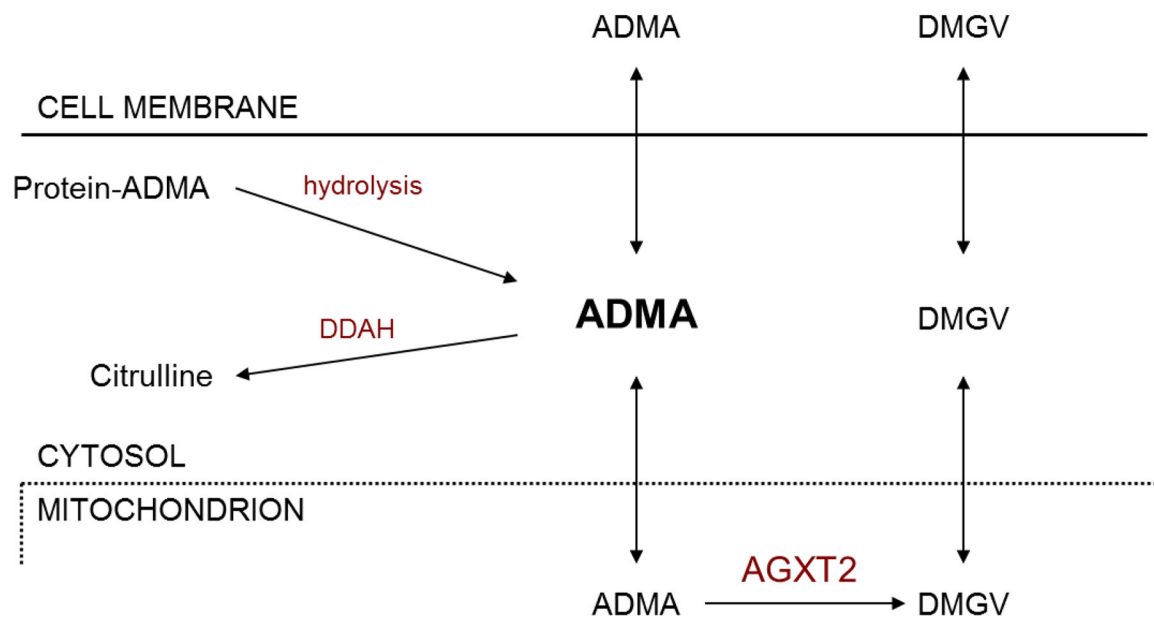 ADMA DMGV
CELL MEMBRANE
Protein-ADMA hydrolysis
ADMA DMGV
DDAH
Citrulline
CYTOSOL
MITOCHONDRION
AGXT2
ADMA DMGV